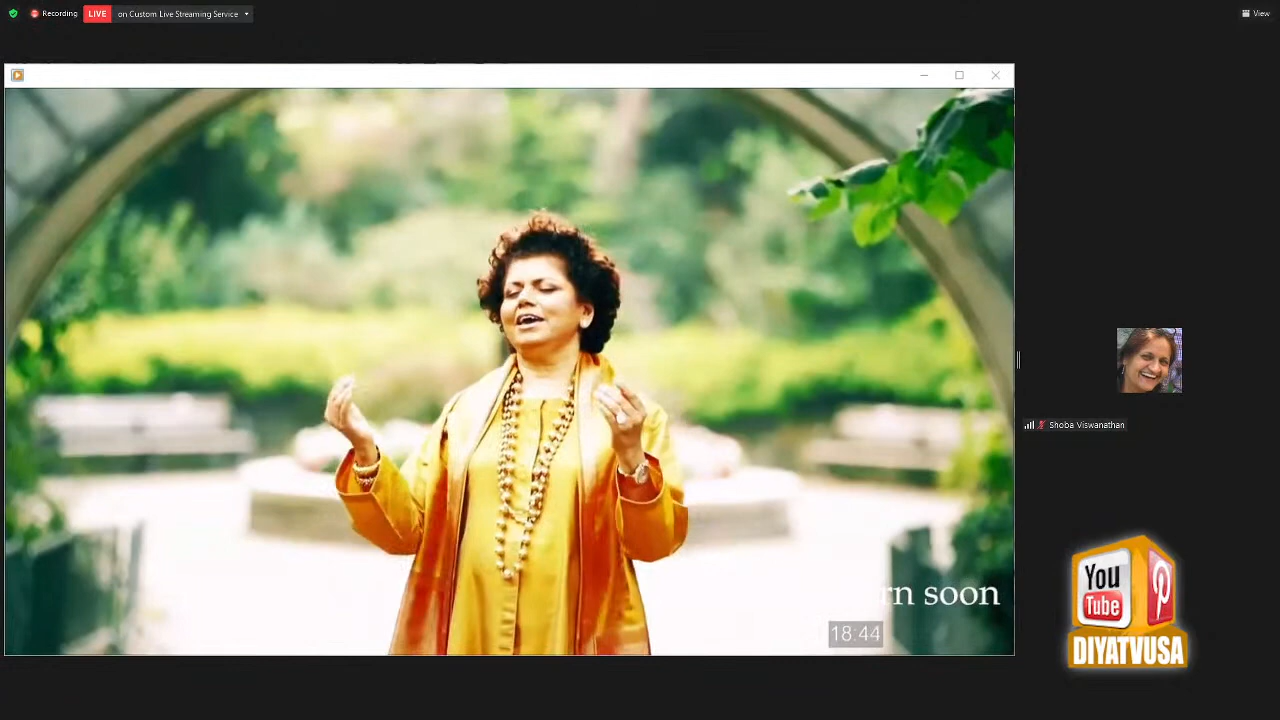 Recording
LIVE
on Custom Live Streaming Service
View
rn soon
18:44
Shoba Viswanathan
You
Tube
DIYATVUSA